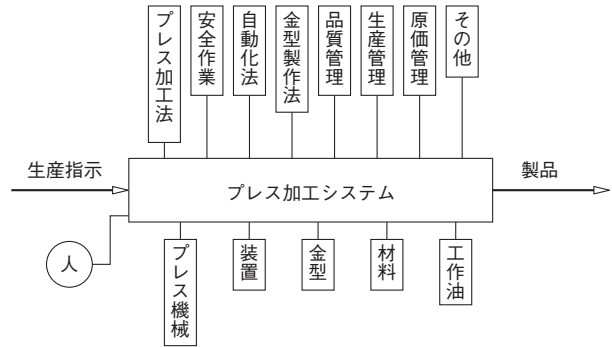 プレス加工法
安全作業
自動化法
金型製作法
品質管理
生産管理
原価管理
その他
生産指示
プレス加工システム
製品
人
プレス機械
装置
金型
材料
工作油